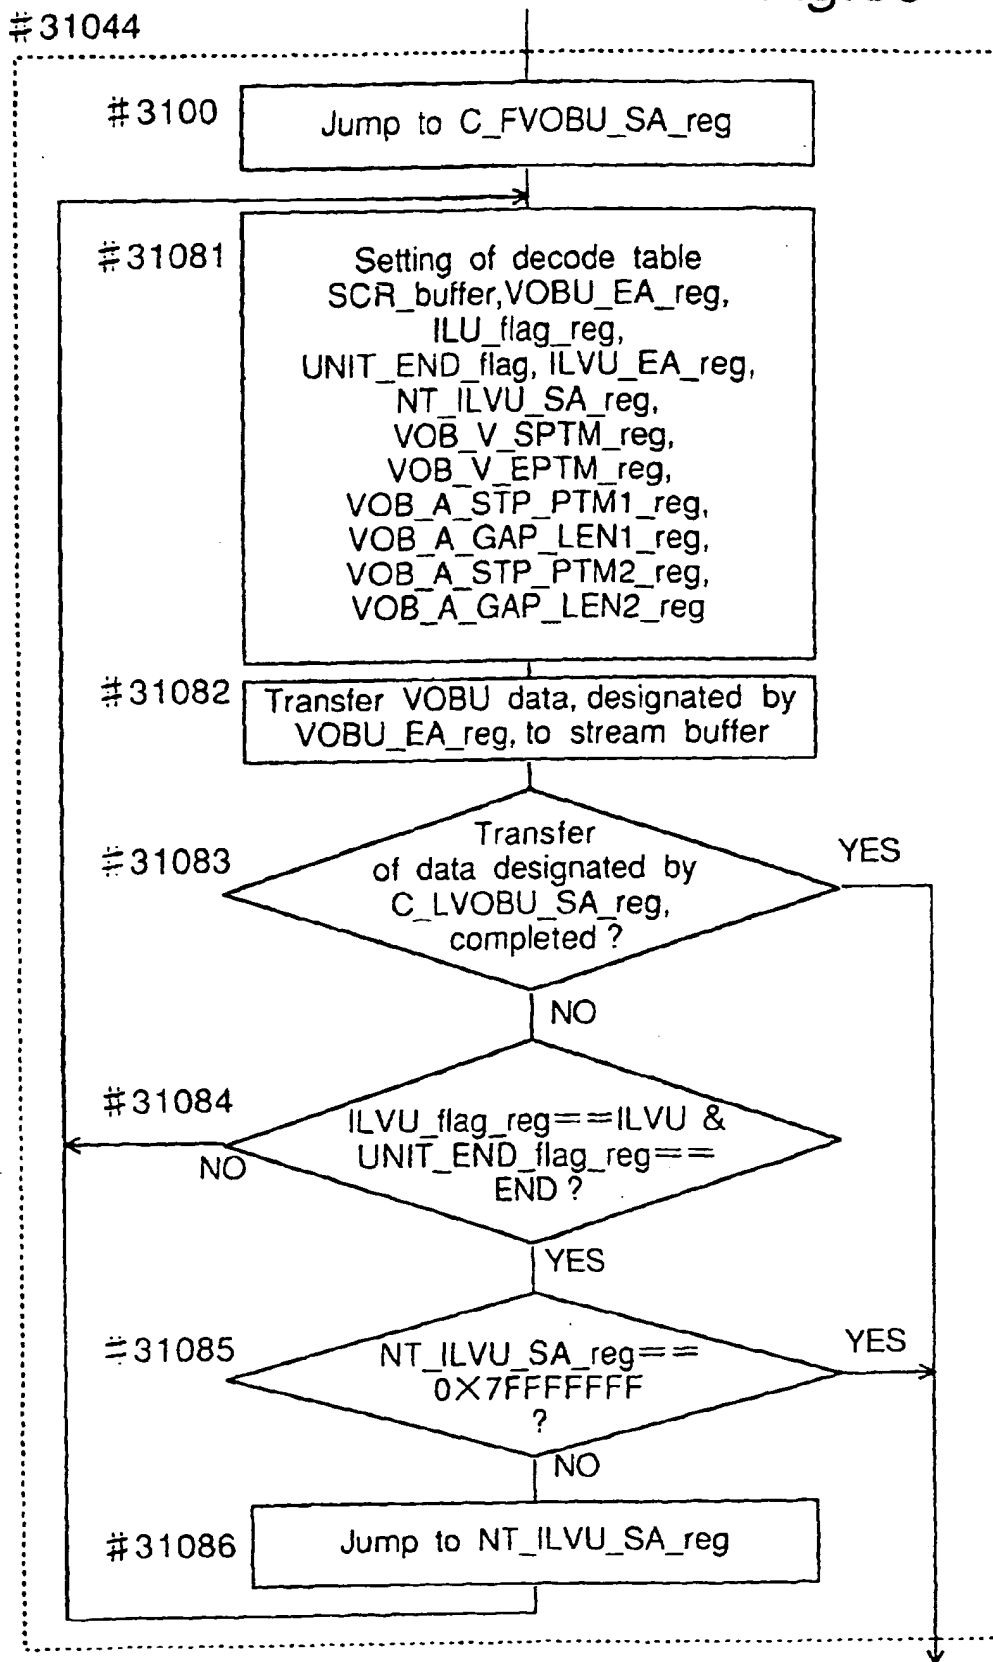 #31044
#3100
Jump to C_FVOBU_SA_reg
#31081
Setting of decode table
SCR_buffer,VOBU_EA_reg,
ILU_flag_reg,
UNIT_END_flag, ILVU_EA_reg,
NT_ILVU_SA_reg,
VOB_V_SPTM_reg,
VOB_V_EPTM_reg,
VOB_A_STP_PTM1_reg,
VOB_A_GAP_LEN1_reg,
VOB_A_STP_PTM2_reg,
VOB_A_GAP_LEN2_reg
#31082
Transfer VOBU data, designated by
VOBU_EA_reg, to stream buffer
#31083
Transfer
of data designated by
C_LVOBU_SA_reg,
completed ?
YES
NO
#31084
ILVU_flag_reg==ILVU &
UNIT_END_flag_reg==
END ?
NO
YES
#31085
NT_ILVU_SA_reg==
0X7FFFFFFF
?
YES
NO
#31086
Jump to NT_ILVU_SA_reg